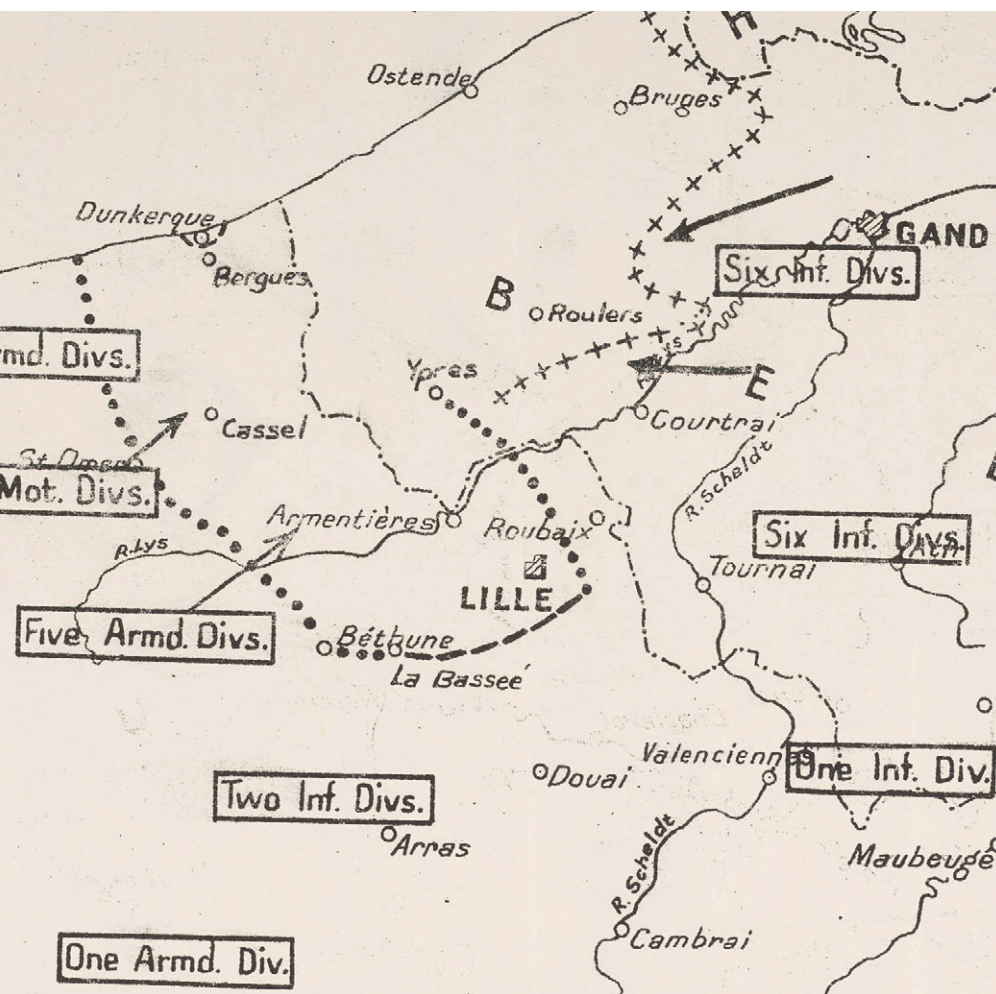 Ostende
Bruges
Dunkerque
GAND
Bergues
Six Inf. Divs.
B
Roulers
md. Divs.
Ypres
E
Cassel
Courtrai
St Omer
Mot. Divs.
R. Scheldt
Armentières
Roubaix
Six Inf. Divs.
Ath
R. Lys
Tournai
LILLE
Five Armd. Divs.
Béthune
La Basseé
Valenciennes
One Inf. Div.
Douai
Two Inf. Divs.
Arras
R. Scheldt
Maubeuge
Cambrai
One Armd. Div.